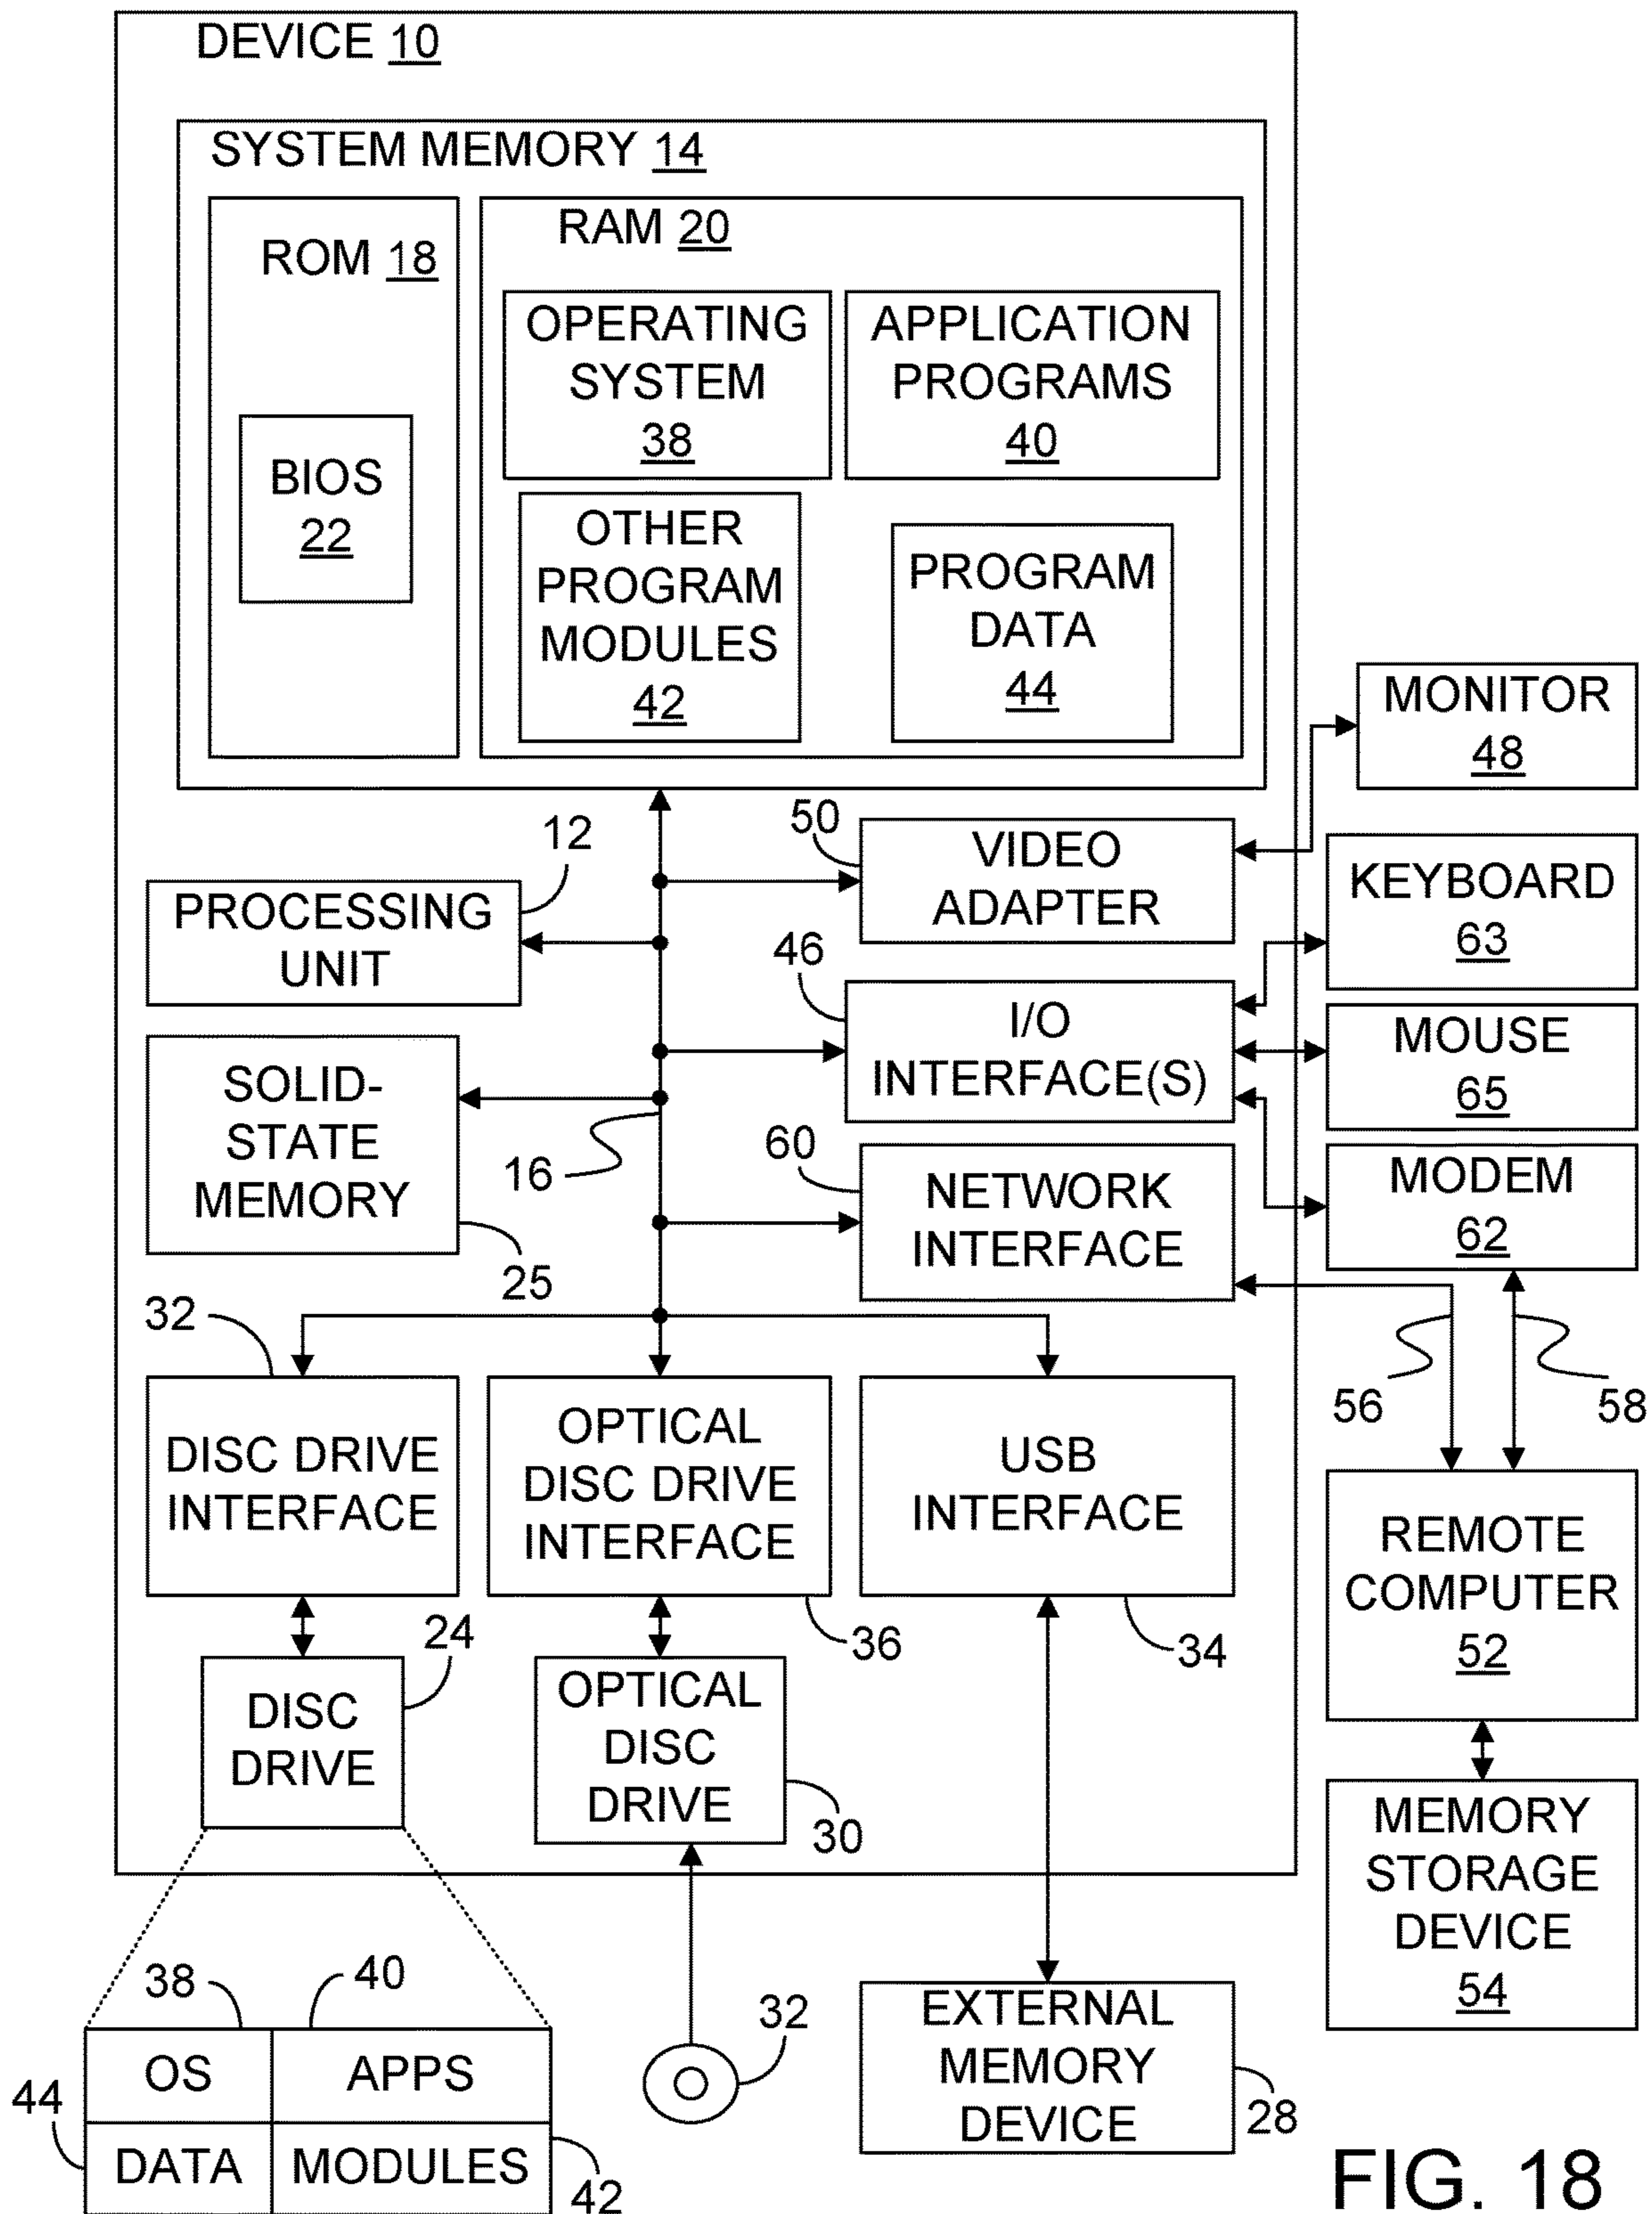 DEVICE 10
SYSTEM MEMORY 14
ROM 18
BIOS
22
RAM 20
OPERATING
SYSTEM
38
APPLICATION
PROGRAMS
40
OTHER
PROGRAM
MODULES
42
PROGRAM
DATA
44
MONITOR
48
12
PROCESSING
UNIT
50
VIDEO
ADAPTER
KEYBOARD
63
46
I/O
INTERFACE(S)
MOUSE
65
SOLID-
STATE
MEMORY
25
16
60
NETWORK
INTERFACE
MODEM
62
56
58
32
DISC DRIVE
INTERFACE
OPTICAL
DISC DRIVE
INTERFACE
36
USB
INTERFACE
34
REMOTE
COMPUTER
52
24
DISC
DRIVE
OPTICAL
DISC
DRIVE
30
MEMORY
STORAGE
DEVICE
54
38
40
OS
APPS
44
DATA
MODULES
42
32
EXTERNAL
MEMORY
DEVICE
28
FIG. 18